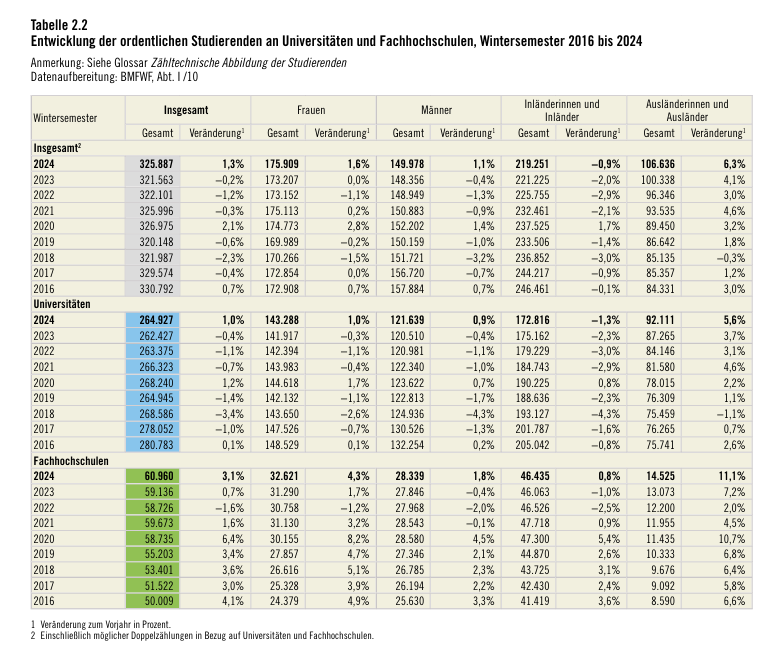 Tabelle 2.2
Entwicklung der ordentlichen Studierenden an Universitäten und Fachhochschulen, Wintersemester 2016 bis 2024
Anmerkung: Siehe Glossar Zähltechnische Abbildung der Studierenden
Datenaufbereitung: BMFWF, Abt. I /10
Wintersemester Insgesamt Frauen Männer Inländerinnen und Inländer Ausländerinnen und Ausländer
Gesamt Veränderung¹ Gesamt Veränderung¹ Gesamt Veränderung¹ Gesamt Veränderung¹ Gesamt Veränderung¹
Insgesamt²
2024 325.887 1,3% 175.909 1,6% 149.978 1,1% 219.251 –0,9% 106.636 6,3%
2023 321.563 –0,2% 173.207 0,0% 148.356 –0,4% 221.225 –2,0% 100.338 4,1%
2022 322.101 –1,2% 173.152 –1,1% 148.949 –1,3% 225.755 –2,9% 96.346 3,0%
2021 325.996 –0,3% 175.113 0,2% 150.883 –0,9% 232.461 –2,1% 93.535 4,6%
2020 326.975 2,1% 174.773 2,8% 152.202 1,4% 237.525 1,7% 89.450 3,2%
2019 320.148 –0,6% 169.989 –0,2% 150.159 –1,0% 233.506 –1,4% 86.642 1,8%
2018 321.987 –2,3% 170.266 –1,5% 151.721 –3,2% 236.852 –3,0% 85.135 –0,3%
2017 329.574 –0,4% 172.854 0,0% 156.720 –0,7% 244.217 –0,9% 85.357 1,2%
2016 330.792 0,7% 172.908 0,7% 157.884 0,7% 246.461 –0,1% 84.331 3,0%
Universitäten
2024 264.927 1,0% 143.288 1,0% 121.639 0,9% 172.816 –1,3% 92.111 5,6%
2023 262.427 –0,4% 141.917 –0,3% 120.510 –0,4% 175.162 –2,3% 87.265 3,7%
2022 263.375 –1,1% 142.394 –1,1% 120.981 –1,1% 179.229 –3,0% 84.146 3,1%
2021 266.323 –0,7% 143.983 –0,4% 122.340 –1,0% 184.743 –2,9% 81.580 4,6%
2020 268.240 1,2% 144.618 1,7% 123.622 0,7% 190.225 0,8% 78.015 2,2%
2019 264.945 –1,4% 142.132 –1,1% 122.813 –1,7% 188.636 –2,3% 76.309 1,1%
2018 268.586 –3,4% 143.650 –2,6% 124.936 –4,3% 193.127 –4,3% 75.459 –1,1%
2017 278.052 –1,0% 147.526 –0,7% 130.526 –1,3% 201.787 –1,6% 76.265 0,7%
2016 280.783 0,1% 148.529 0,1% 132.254 0,2% 205.042 –0,8% 75.741 2,6%
Fachhochschulen
2024 60.960 3,1% 32.621 4,3% 28.339 1,8% 46.435 0,8% 14.525 11,1%
2023 59.136 0,7% 31.290 1,7% 27.846 –0,4% 46.063 –1,0% 13.073 7,2%
2022 58.726 –1,6% 30.758 –1,2% 27.968 –2,0% 46.526 –2,5% 12.200 2,0%
2021 59.673 1,6% 31.130 3,2% 28.543 –0,1% 47.718 0,9% 11.955 4,5%
2020 58.735 6,4% 30.155 8,2% 28.580 4,5% 47.300 5,4% 11.435 10,7%
2019 55.203 3,4% 27.857 4,7% 27.346 2,1% 44.870 2,6% 10.333 6,8%
2018 53.401 3,6% 26.616 5,1% 26.785 2,3% 43.725 3,1% 9.676 6,4%
2017 51.522 3,0% 25.328 3,9% 26.194 2,2% 42.430 2,4% 9.092 5,8%
2016 50.009 4,1% 24.379 4,9% 25.630 3,3% 41.419 3,6% 8.590 6,6%
1 Veränderung zum Vorjahr in Prozent.
2 Einschließlich möglicher Doppelzählungen in Bezug auf Universitäten und Fachhochschulen.